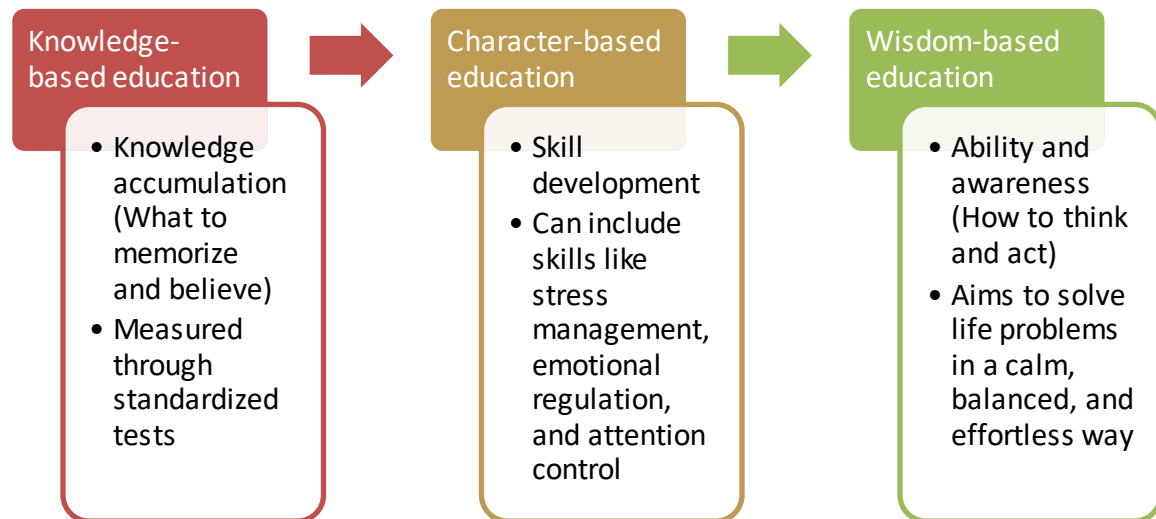 Knowledge-
based education
• Knowledge
accumulation
(What to
memorize
and believe)
• Measured
through
standardized
tests
Character-based
education
• Skill
development
• Can include
skills like
stress
management,
emotional
regulation,
and attention
control
Wisdom-based
education
• Ability and
awareness
(How to think
and act)
• Aims to solve
life problems
in a calm,
balanced, and
effortless way